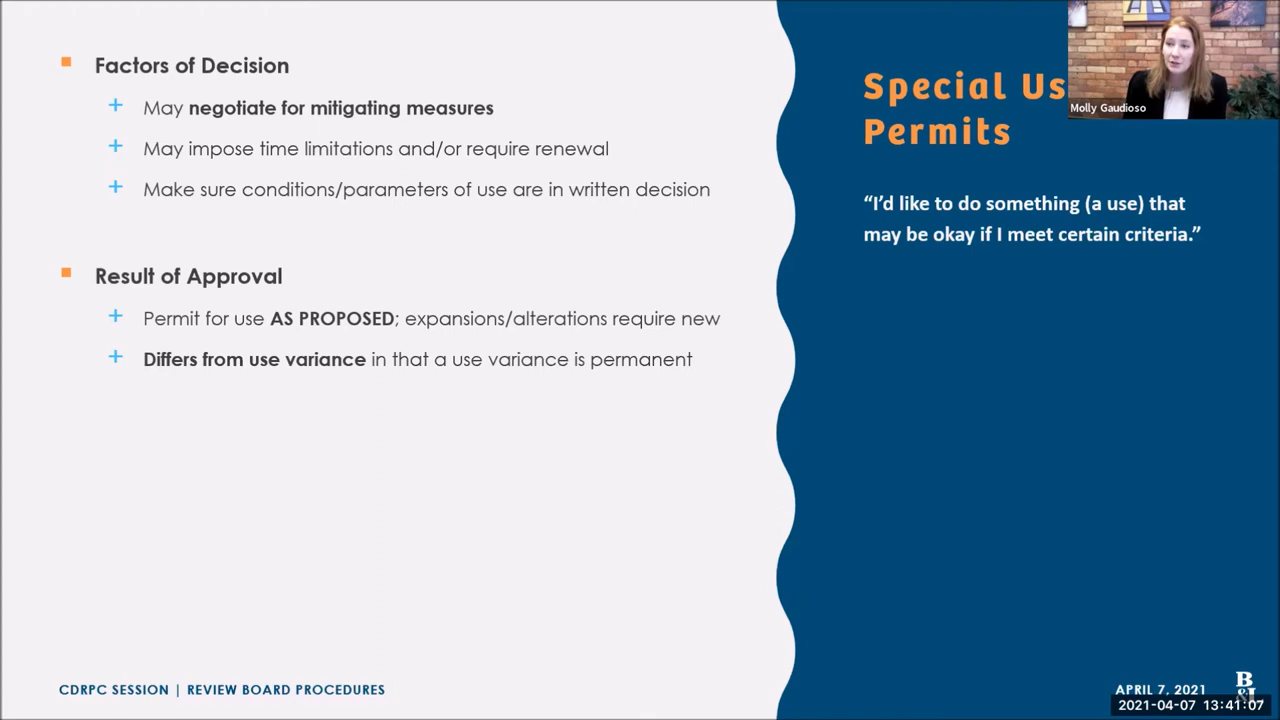 Factors of Decision
+ May negotiate for mitigating measures
+ May impose time limitations and/or require renewal
+ Make sure conditions/parameters of use are in written decision
Result of Approval
+ Permit for use AS PROPOSED; expansions/alterations require new
+ Differs from use variance in that a use variance is permanent
Special Us
Permits
“I’d like to do something (a use) that
may be okay if I meet certain criteria.”
Molly Gaudioso
CDRPC SESSION | REVIEW BOARD PROCEDURES
APRIL 7, 2021
B&L
2021-04-07 13:41:07